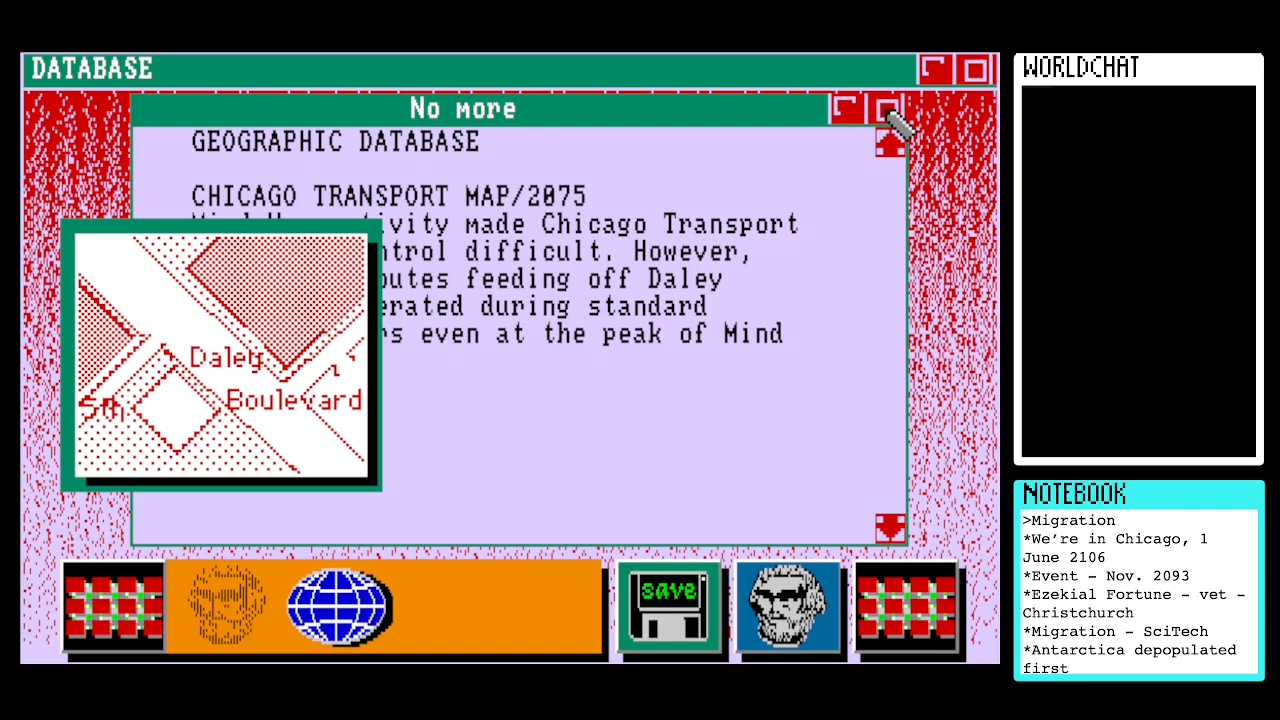 DATABASE
No more
GEOGRAPHIC DATABASE
CHICAGO TRANSPORT MAP/2075
made Chicago Transport
difficult. However,
feeding off Daley
during standard
even at the peak of Mind
Daley
5th
Boulevard
save
WORLDCHAT
NOTEBOOK
>Migration
*We're in Chicago, 1
June 2106
*Event - Nov. 2093
*Ezekial Fortune - vet -
Christchurch
*Migration - SciTech
*Antarctica depopulated
first